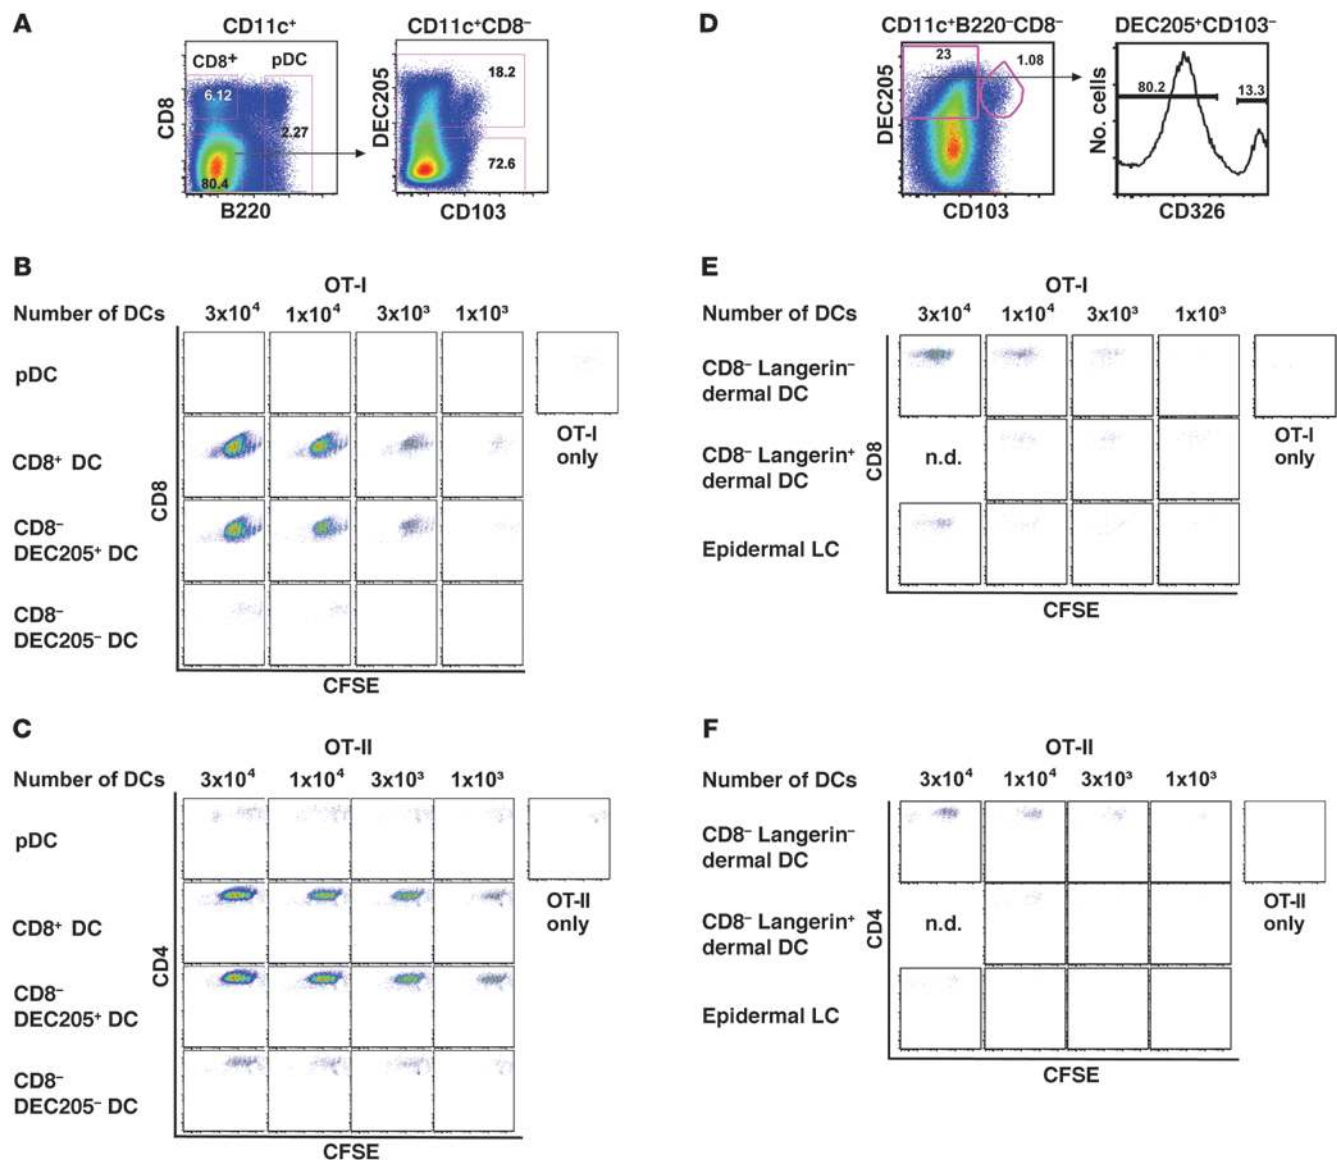 A
CD11c⁺
CD8⁺
pDC
6.12
2.27
80.4
CD8
B220
CD11c⁺CD8⁻
18.2
72.6
DEC205
CD103
B
OT-I
Number of DCs 3x10⁴ 1x10⁴ 3x10³ 1x10³
pDC
CD8⁺ DC
CD8⁻
DEC205⁺ DC
CD8⁻
DEC205⁻ DC
CD8
CFSE
OT-I
only
C
OT-II
Number of DCs 3x10⁴ 1x10⁴ 3x10³ 1x10³
pDC
CD8⁺ DC
CD8⁻
DEC205⁺ DC
CD8⁻
DEC205⁻ DC
CD4
CFSE
OT-II
only
D
CD11c⁺B220⁻CD8⁻
23
1.08
DEC205
CD103
DEC205⁺CD103⁻
80.2
13.3
No. cells
CD326
E
OT-I
Number of DCs 3x10⁴ 1x10⁴ 3x10³ 1x10³
CD8⁻ Langerin⁻
dermal DC
CD8⁻ Langerin⁺
dermal DC
n.d.
Epidermal LC
CD8
CFSE
OT-I
only
F
OT-II
Number of DCs 3x10⁴ 1x10⁴ 3x10³ 1x10³
CD8⁻ Langerin⁻
dermal DC
CD8⁻ Langerin⁺
dermal DC
n.d.
Epidermal LC
CD4
CFSE
OT-II
only